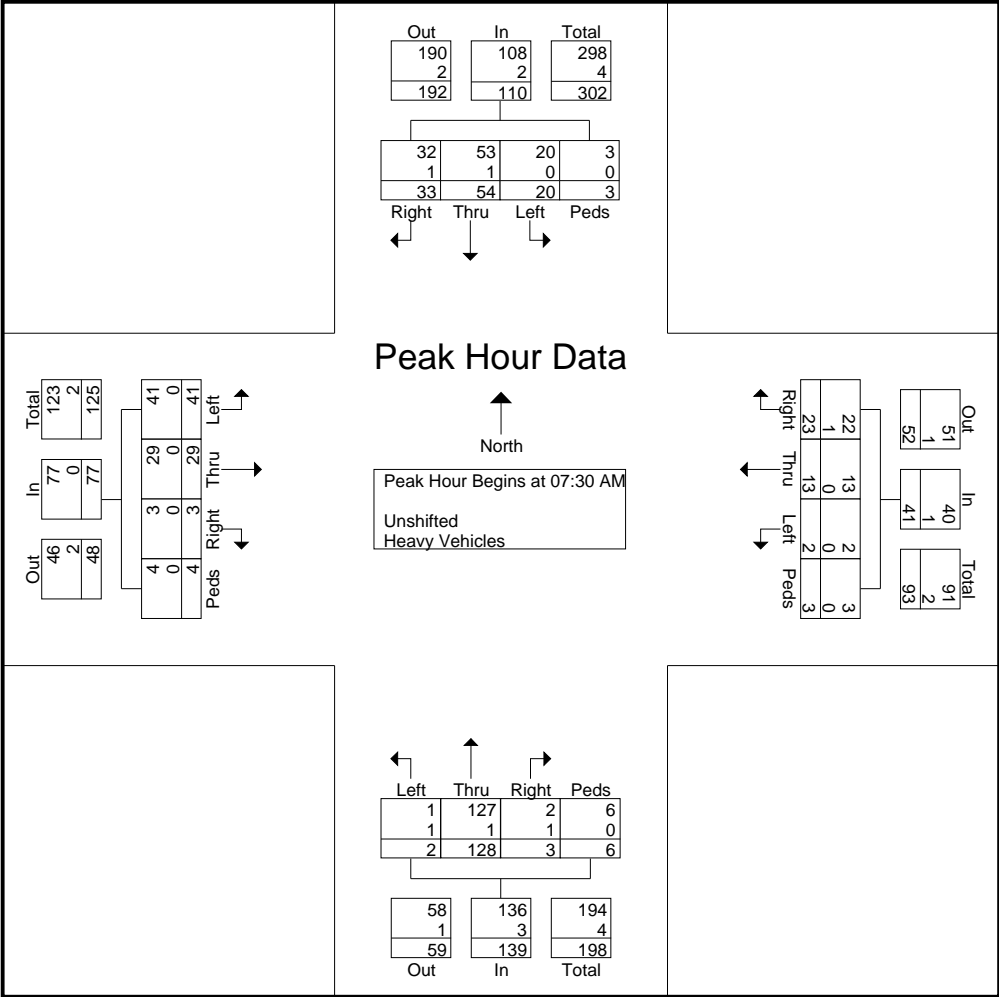 Out In Total
190 108 298
2 2 4
192 110 302
32 53 20 3
1 1 0 0
33 54 20 3
Right Thru Left Peds
Peak Hour Data
North
Peak Hour Begins at 07:30 AM
Unshifted
Heavy Vehicles
Out In Total
46 77 123
2 0 2
48 77 125
4 3 29 41
0 0 0 0
4 3 29 41
Peds Right Thru Left
Out In Total
51 40 91
1 1 2
52 41 93
22 13 2 3
1 0 0 0
23 13 2 3
Right Thru Left Peds
Left Thru Right Peds
1 127 2 6
1 1 1 0
2 128 3 6
58 136 194
1 3 4
59 139 198
Out In Total